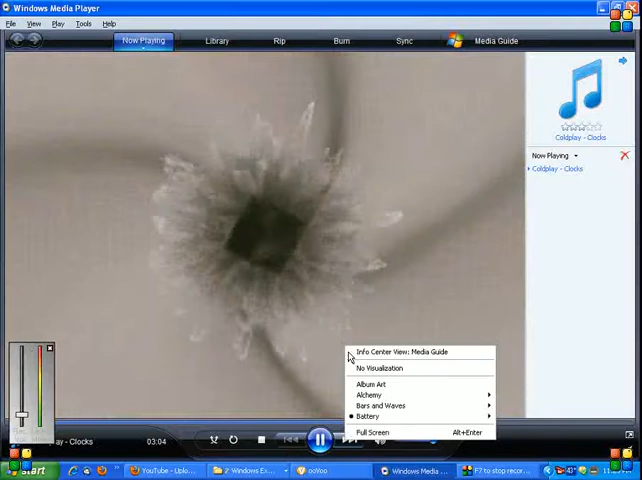 Windows Media Player
File View Play Tools Help
Now Playing Library Rip Burn Sync Media Guide
Coldplay - Clocks
Now Playing
Coldplay - Clocks
Info Center View: Media Guide
No Visualization
Album Art
Alchemy
Bars and Waves
Battery
Full Screen Alt+Enter
- Clocks 03:04
start YouTube - Uplo... 2 Windows Ex... ooVoo Windows Media ... F7 to stop recor... 43°